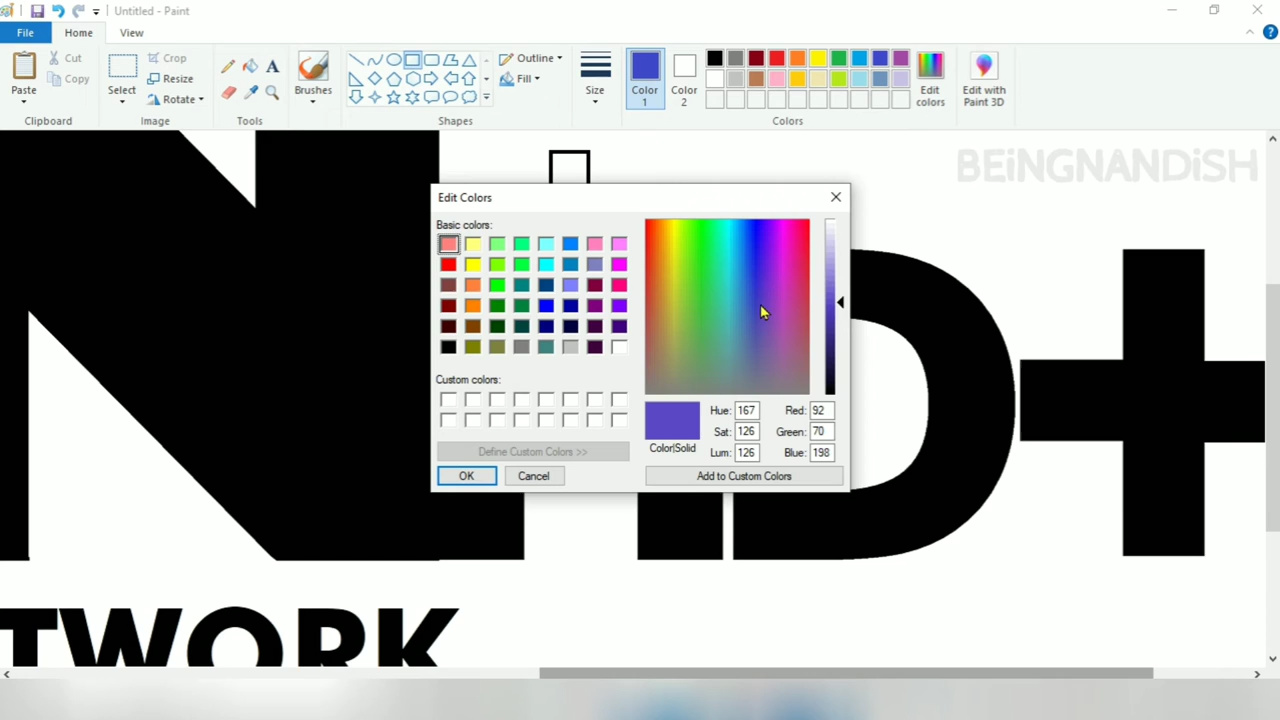 Untitled - Paint
File
Home
View
Paste
Cut
Copy
Clipboard
Select
Crop
Resize
Rotate
Image
Tools
Brushes
Shapes
Outline
Fill
Size
Color 1
Color 2
Edit colors
Colors
Edit with Paint 3D
BEiNGNANDiSH
Edit Colors
Basic colors:
Custom colors:
Define Custom Colors >>
OK
Cancel
Color|Solid
Hue: 167
Sat: 126
Lum: 126
Red: 92
Green: 70
Blue: 198
Add to Custom Colors
D+
TWORK